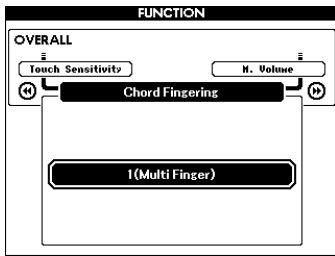 FUNCTION
OVERALL
Touch Sensitivity
M. Volume
Chord Fingering
1(Multi Finger)